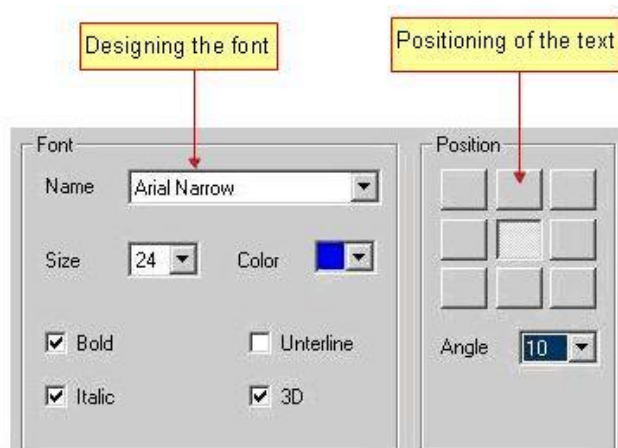 Designing the font
Positioning of the text
Font
Name Arial Narrow
Size 24 Color
Bold Unterline
Italic 3D
Position
Angle 10